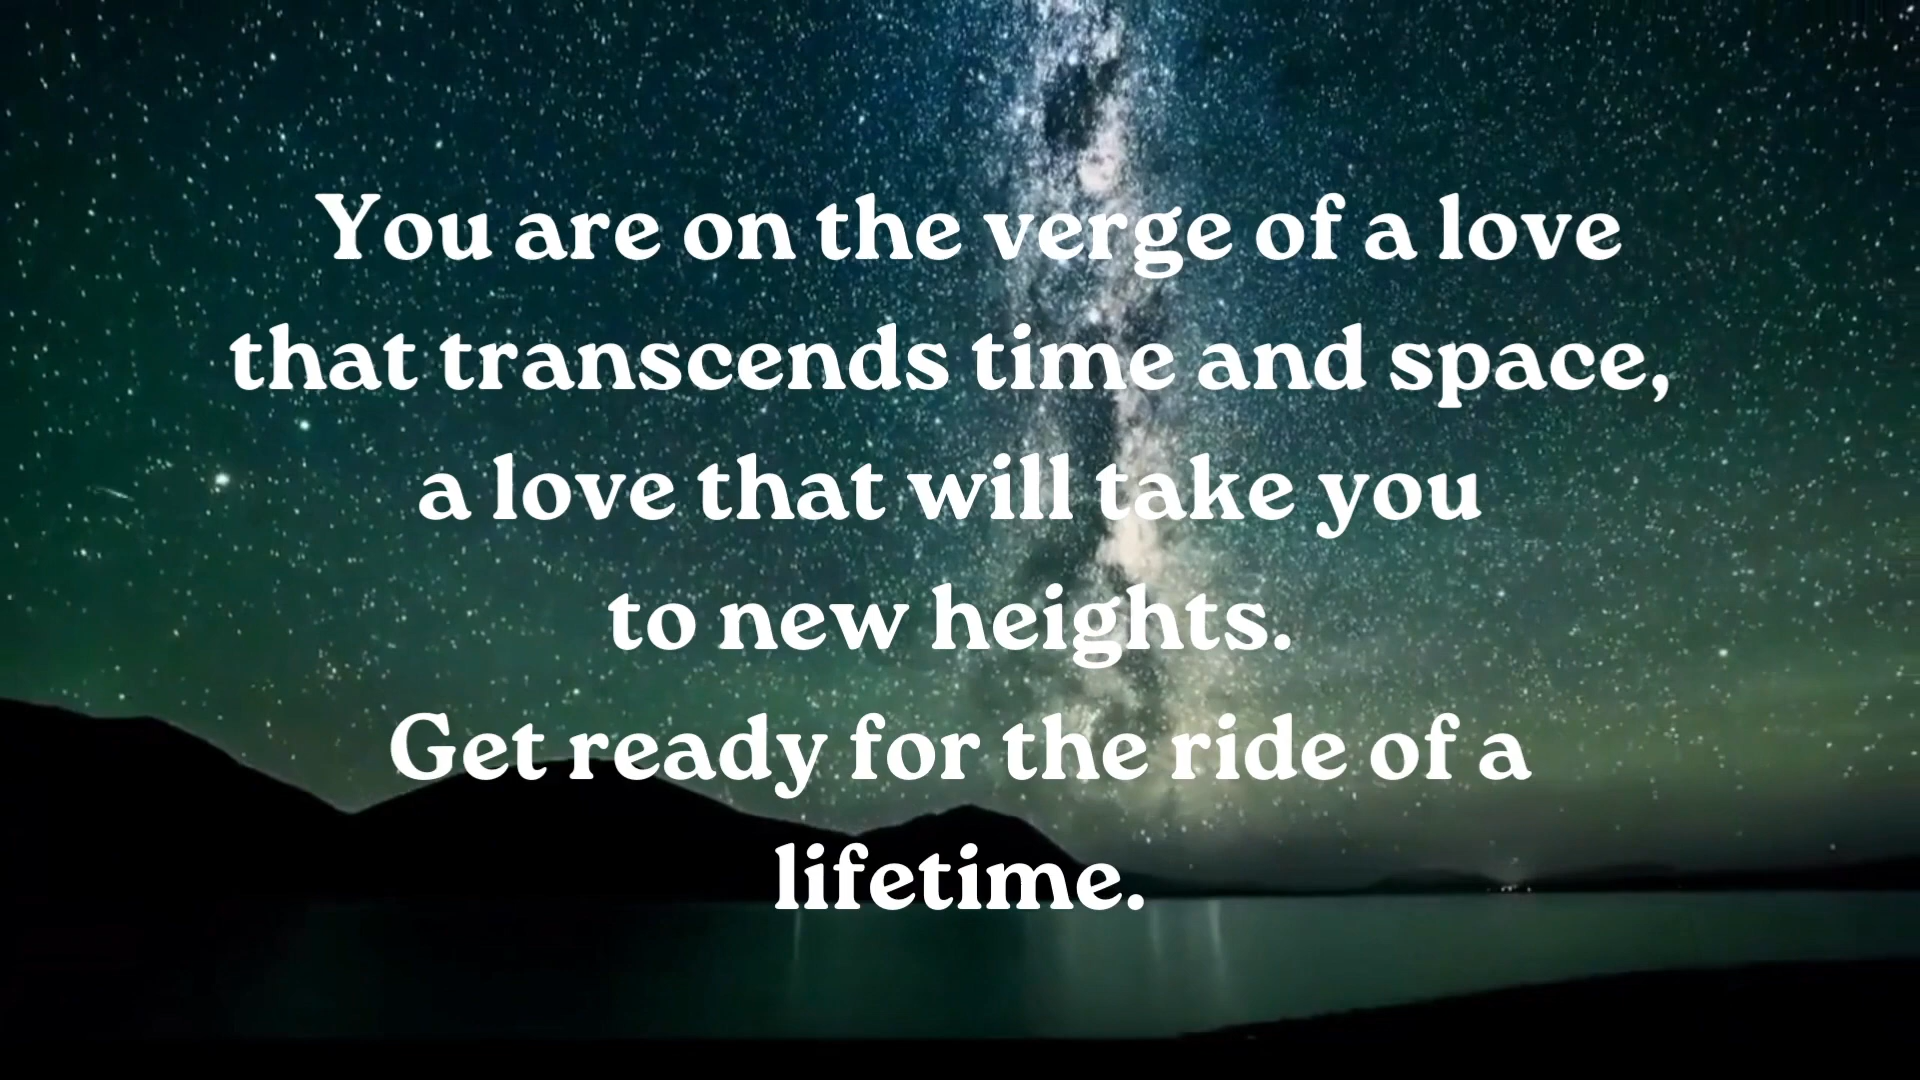 You are on the verge of a love
that transcends time and space,
a love that will take you
to new heights.
Get ready for the ride of a
lifetime.